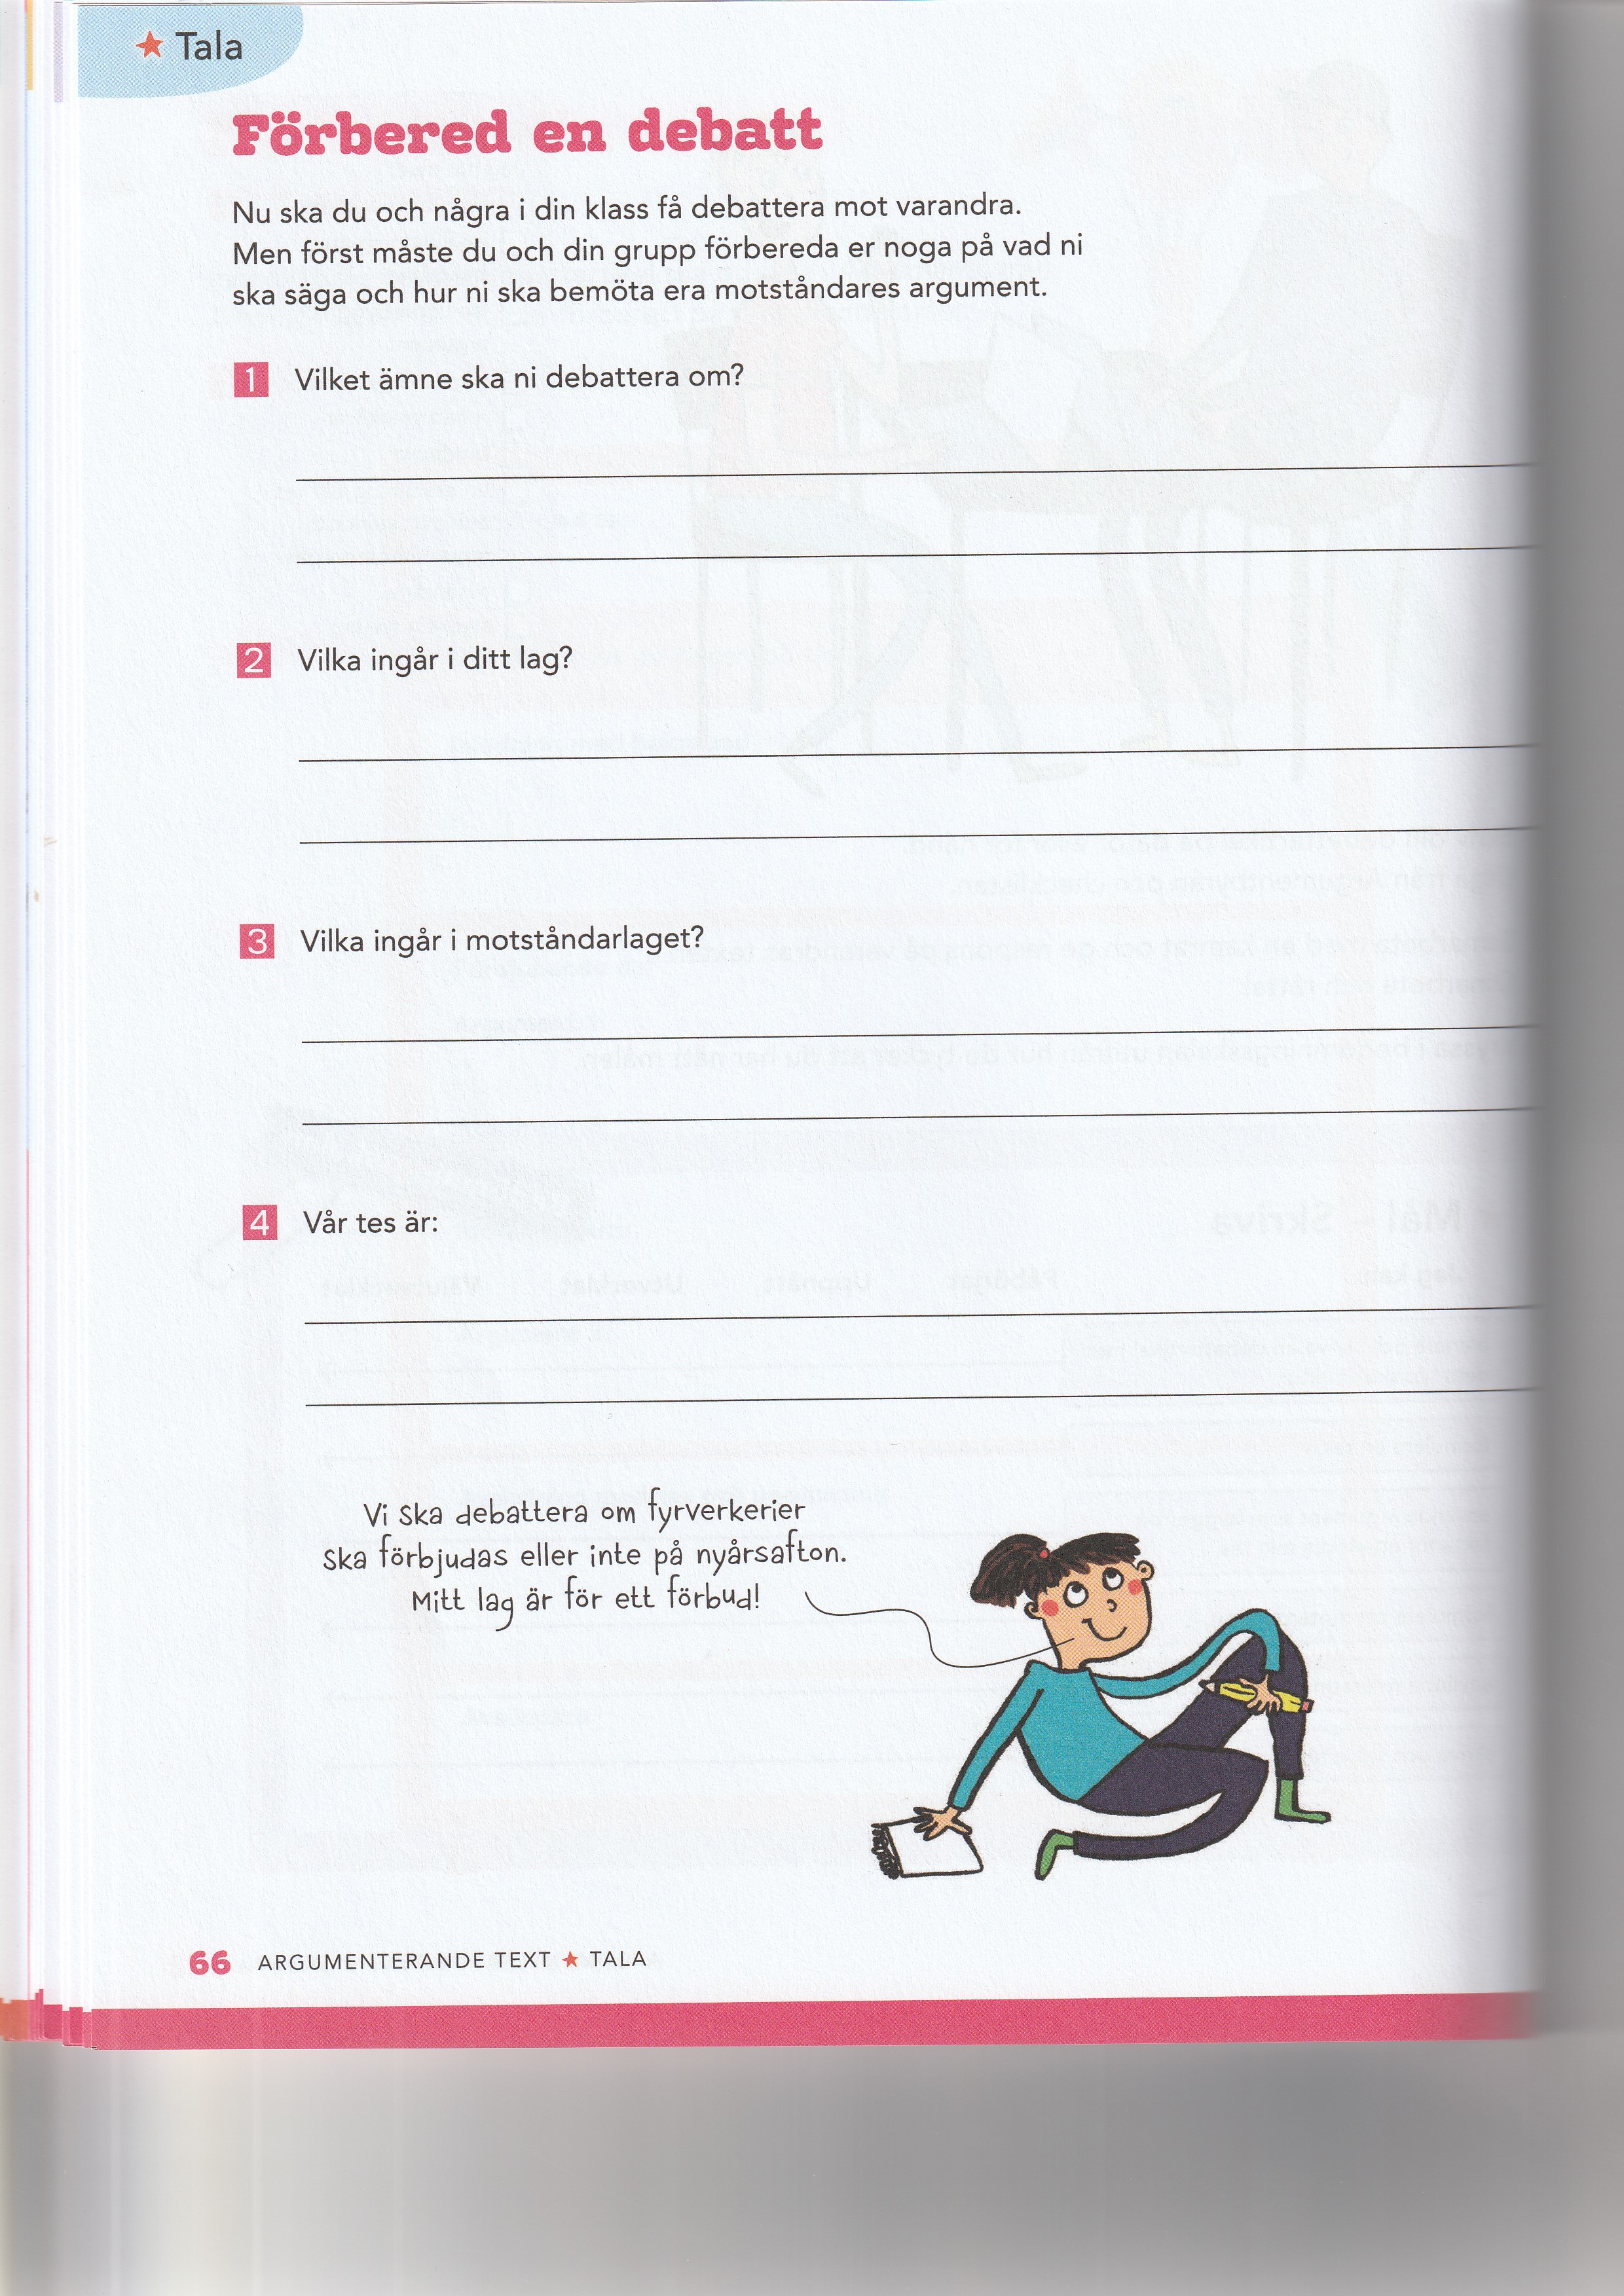 Tala
Förbered en debatt
Nu ska du och några i din klass få debattera mot varandra.
Men först måste du och din grupp förbereda er noga på vad ni
ska säga och hur ni ska bemöta era motståndares argument.
1 Vilket ämne ska ni debattera om?
2 Vilka ingår i ditt lag?
3 Vilka ingår i motståndarlaget?
4 Vår tes är:
Vi ska debattera om fyrverkerier
ska förbjudas eller inte på nyårsafton.
Mitt lag är för ett förbud!
66 ARGUMENTERANDE TEXT ★ TALA